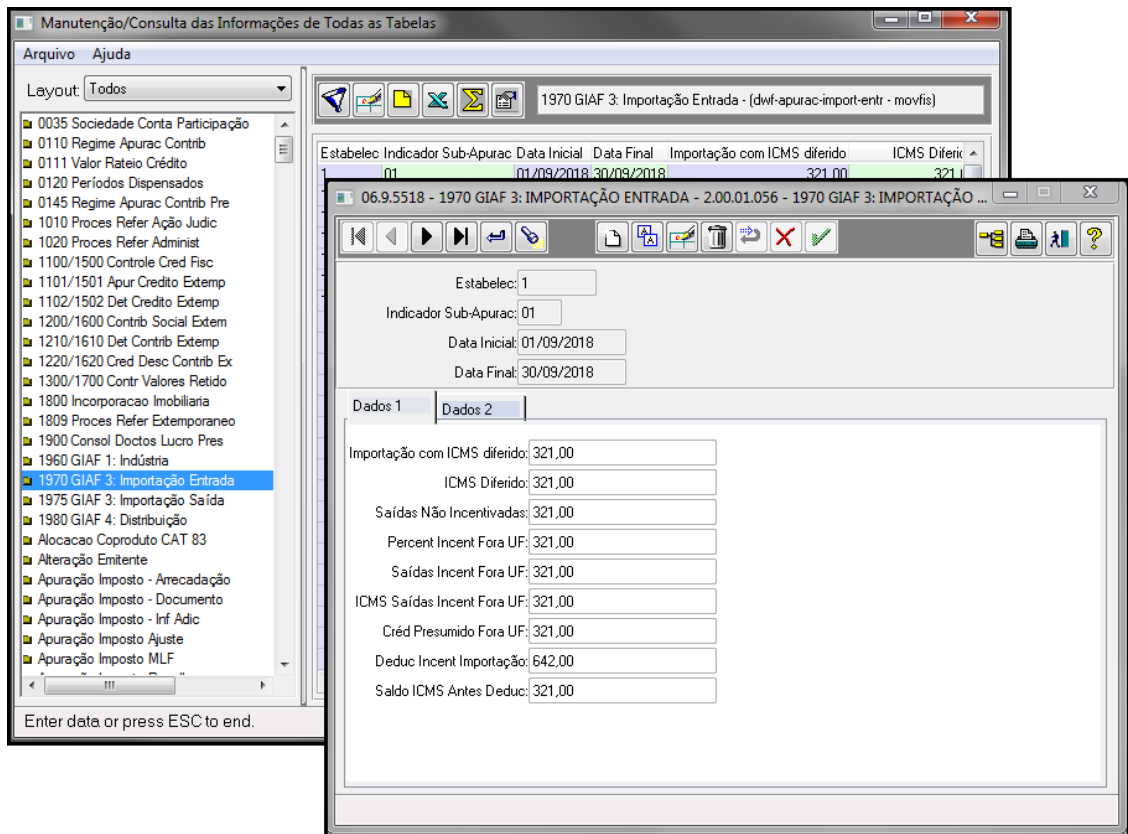 Manutenção/Consulta das Informações de Todas as Tabelas
Arquivo Ajuda
Layout: Todos
1970 GIAF 3: Importação Entrada - (dwf-apurac-import-entr - movfis)
0035 Sociedade Conta Participação
0110 Regime Apurac Contrib
0111 Valor Rateio Crédito
0120 Períodos Dispensados
0145 Regime Apurac Contrib Pre
1010 Proces Refer Ação Judic
1020 Proces Refer Administ
1100/1500 Controle Cred Fisc
1101/1501 Apur Credito Extemp
1102/1502 Det Credito Extemp
1200/1600 Contrib Social Extem
1210/1610 Det Contrib Extemp
1220/1620 Cred Desc Contrib Ex
1300/1700 Contr Valores Retido
1800 Incorporacao Imobiliaria
1809 Proces Refer Extemporaneo
1900 Consol Doctos Lucro Pres
1960 GIAF 1: Indústria
1970 GIAF 3: Importação Entrada
1975 GIAF 3: Importação Saída
1980 GIAF 4: Distribuição
Alocacao Coproduto CAT 83
Alteração Emitente
Apuração Imposto - Arrecadação
Apuração Imposto - Documento
Apuração Imposto - Inf Adic
Apuração Imposto Ajuste
Apuração Imposto MLF
Enter data or press ESC to end.
Estabelec Indicador Sub-Apurac Data Inicial Data Final Importação com ICMS diferido ICMS Diferic
1 01 01/09/2018 30/09/2018 321,00 321,
06.9.5518 - 1970 GIAF 3: IMPORTAÇÃO ENTRADA - 2.00.01.056 - 1970 GIAF 3: IMPORTAÇÃO ...
Estabelec: 1
Indicador Sub-Apurac: 01
Data Inicial: 01/09/2018
Data Final: 30/09/2018
Dados 1 Dados 2
Importação com ICMS diferido: 321,00
ICMS Diferido: 321,00
Saídas Não Incentivadas: 321,00
Percent Incent Fora UF: 321,00
Saídas Incent Fora UF: 321,00
ICMS Saídas Incent Fora UF: 321,00
Créd Presumido Fora UF: 321,00
Deduc Incent Importação: 642,00
Saldo ICMS Antes Deduc: 321,00